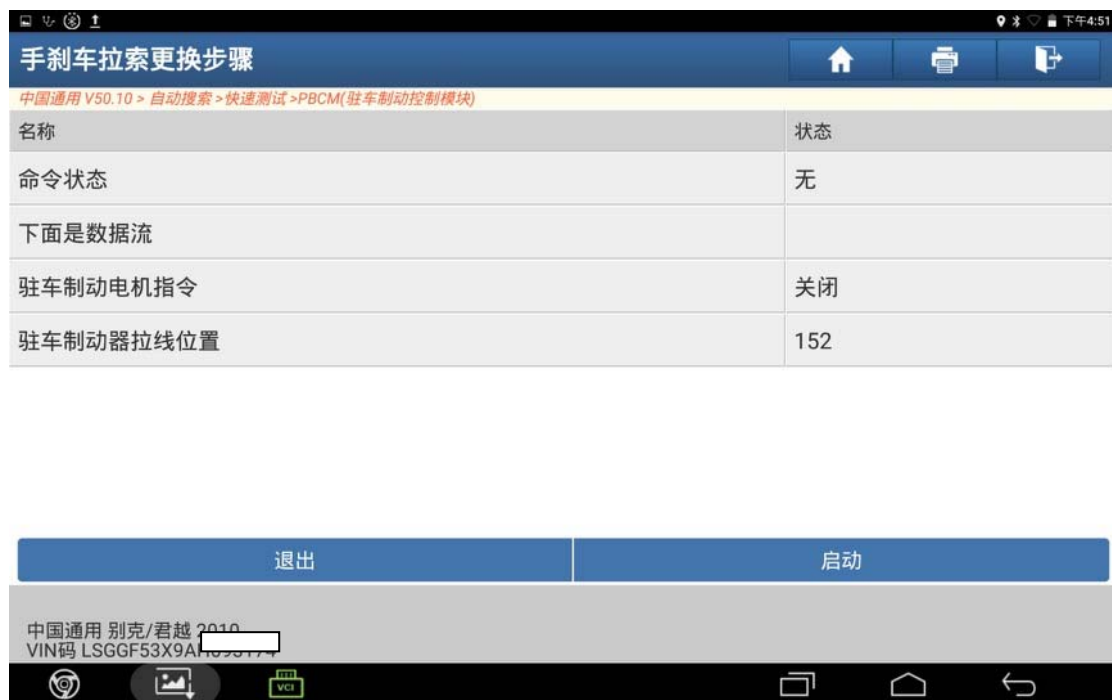 下午4:51
手刹车拉索更换步骤
中国通用 V50.10 > 自动搜索 >快速测试 >PBCM(驻车制动控制模块)
名称 状态
命令状态 无
下面是数据流
驻车制动电机指令 关闭
驻车制动器拉线位置 152
退出 启动
中国通用 别克/君越
VIN码
VCI